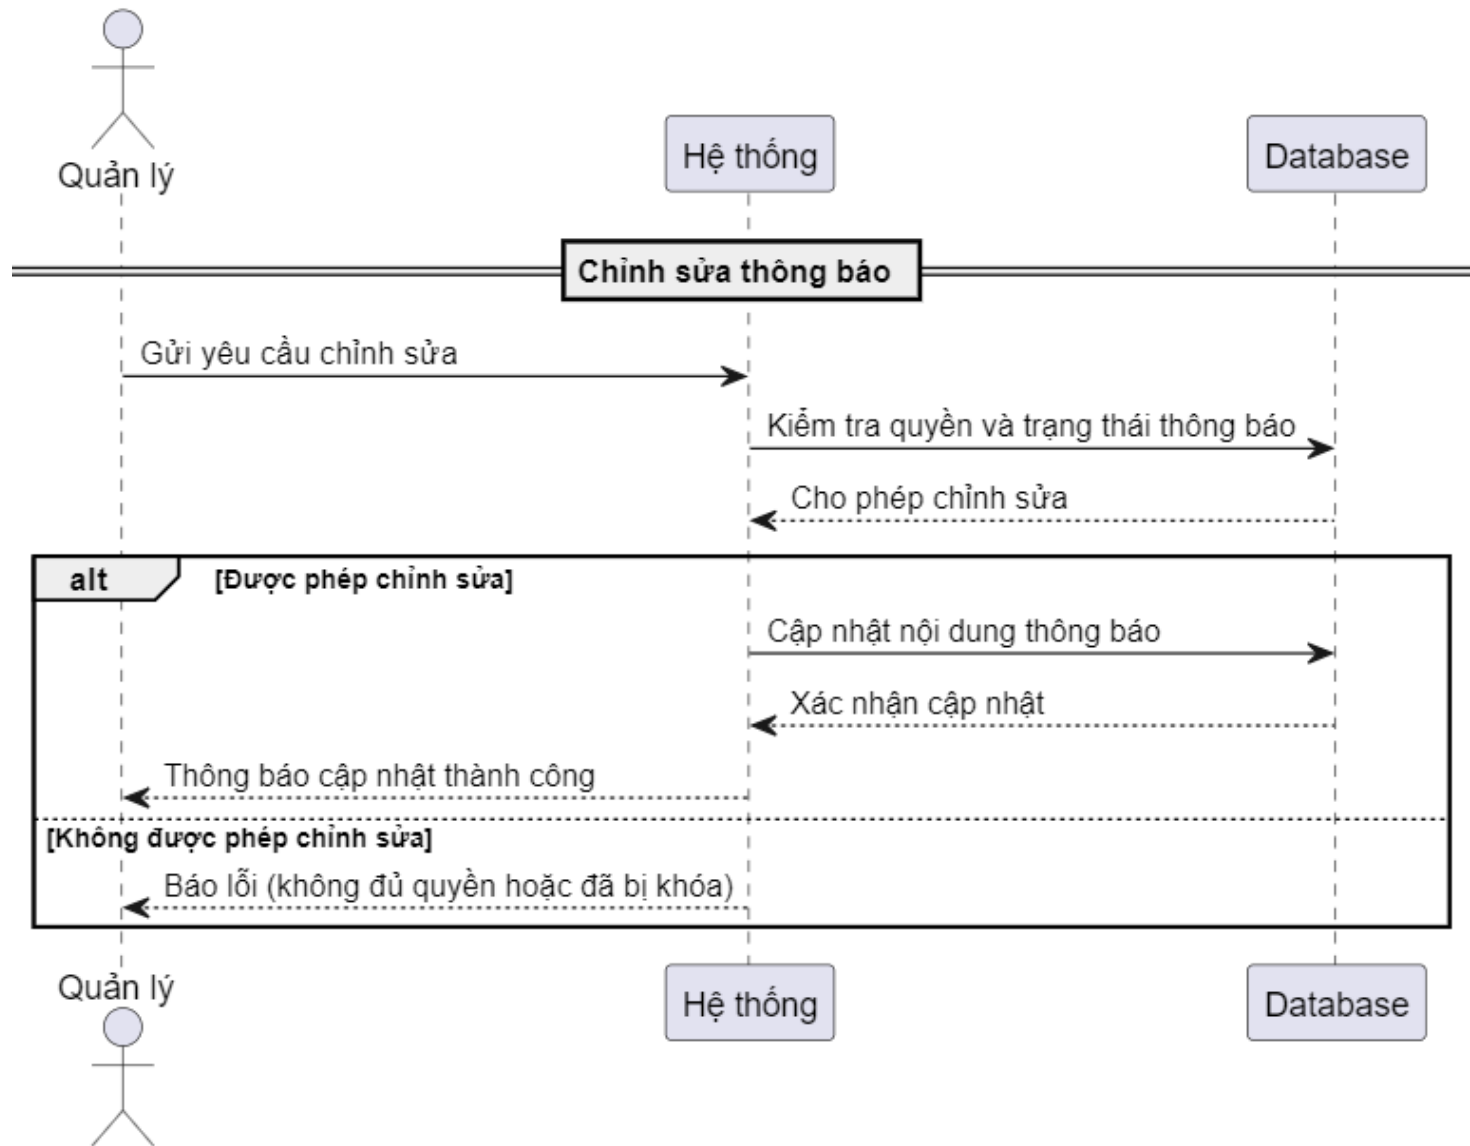 Quản lý
Hệ thống
Database
Chỉnh sửa thông báo
Gửi yêu cầu chỉnh sửa
Kiểm tra quyền và trạng thái thông báo
Cho phép chỉnh sửa
alt
[Được phép chỉnh sửa]
Cập nhật nội dung thông báo
Xác nhận cập nhật
Thông báo cập nhật thành công
[Không được phép chỉnh sửa]
Báo lỗi (không đủ quyền hoặc đã bị khóa)
Quản lý
Hệ thống
Database